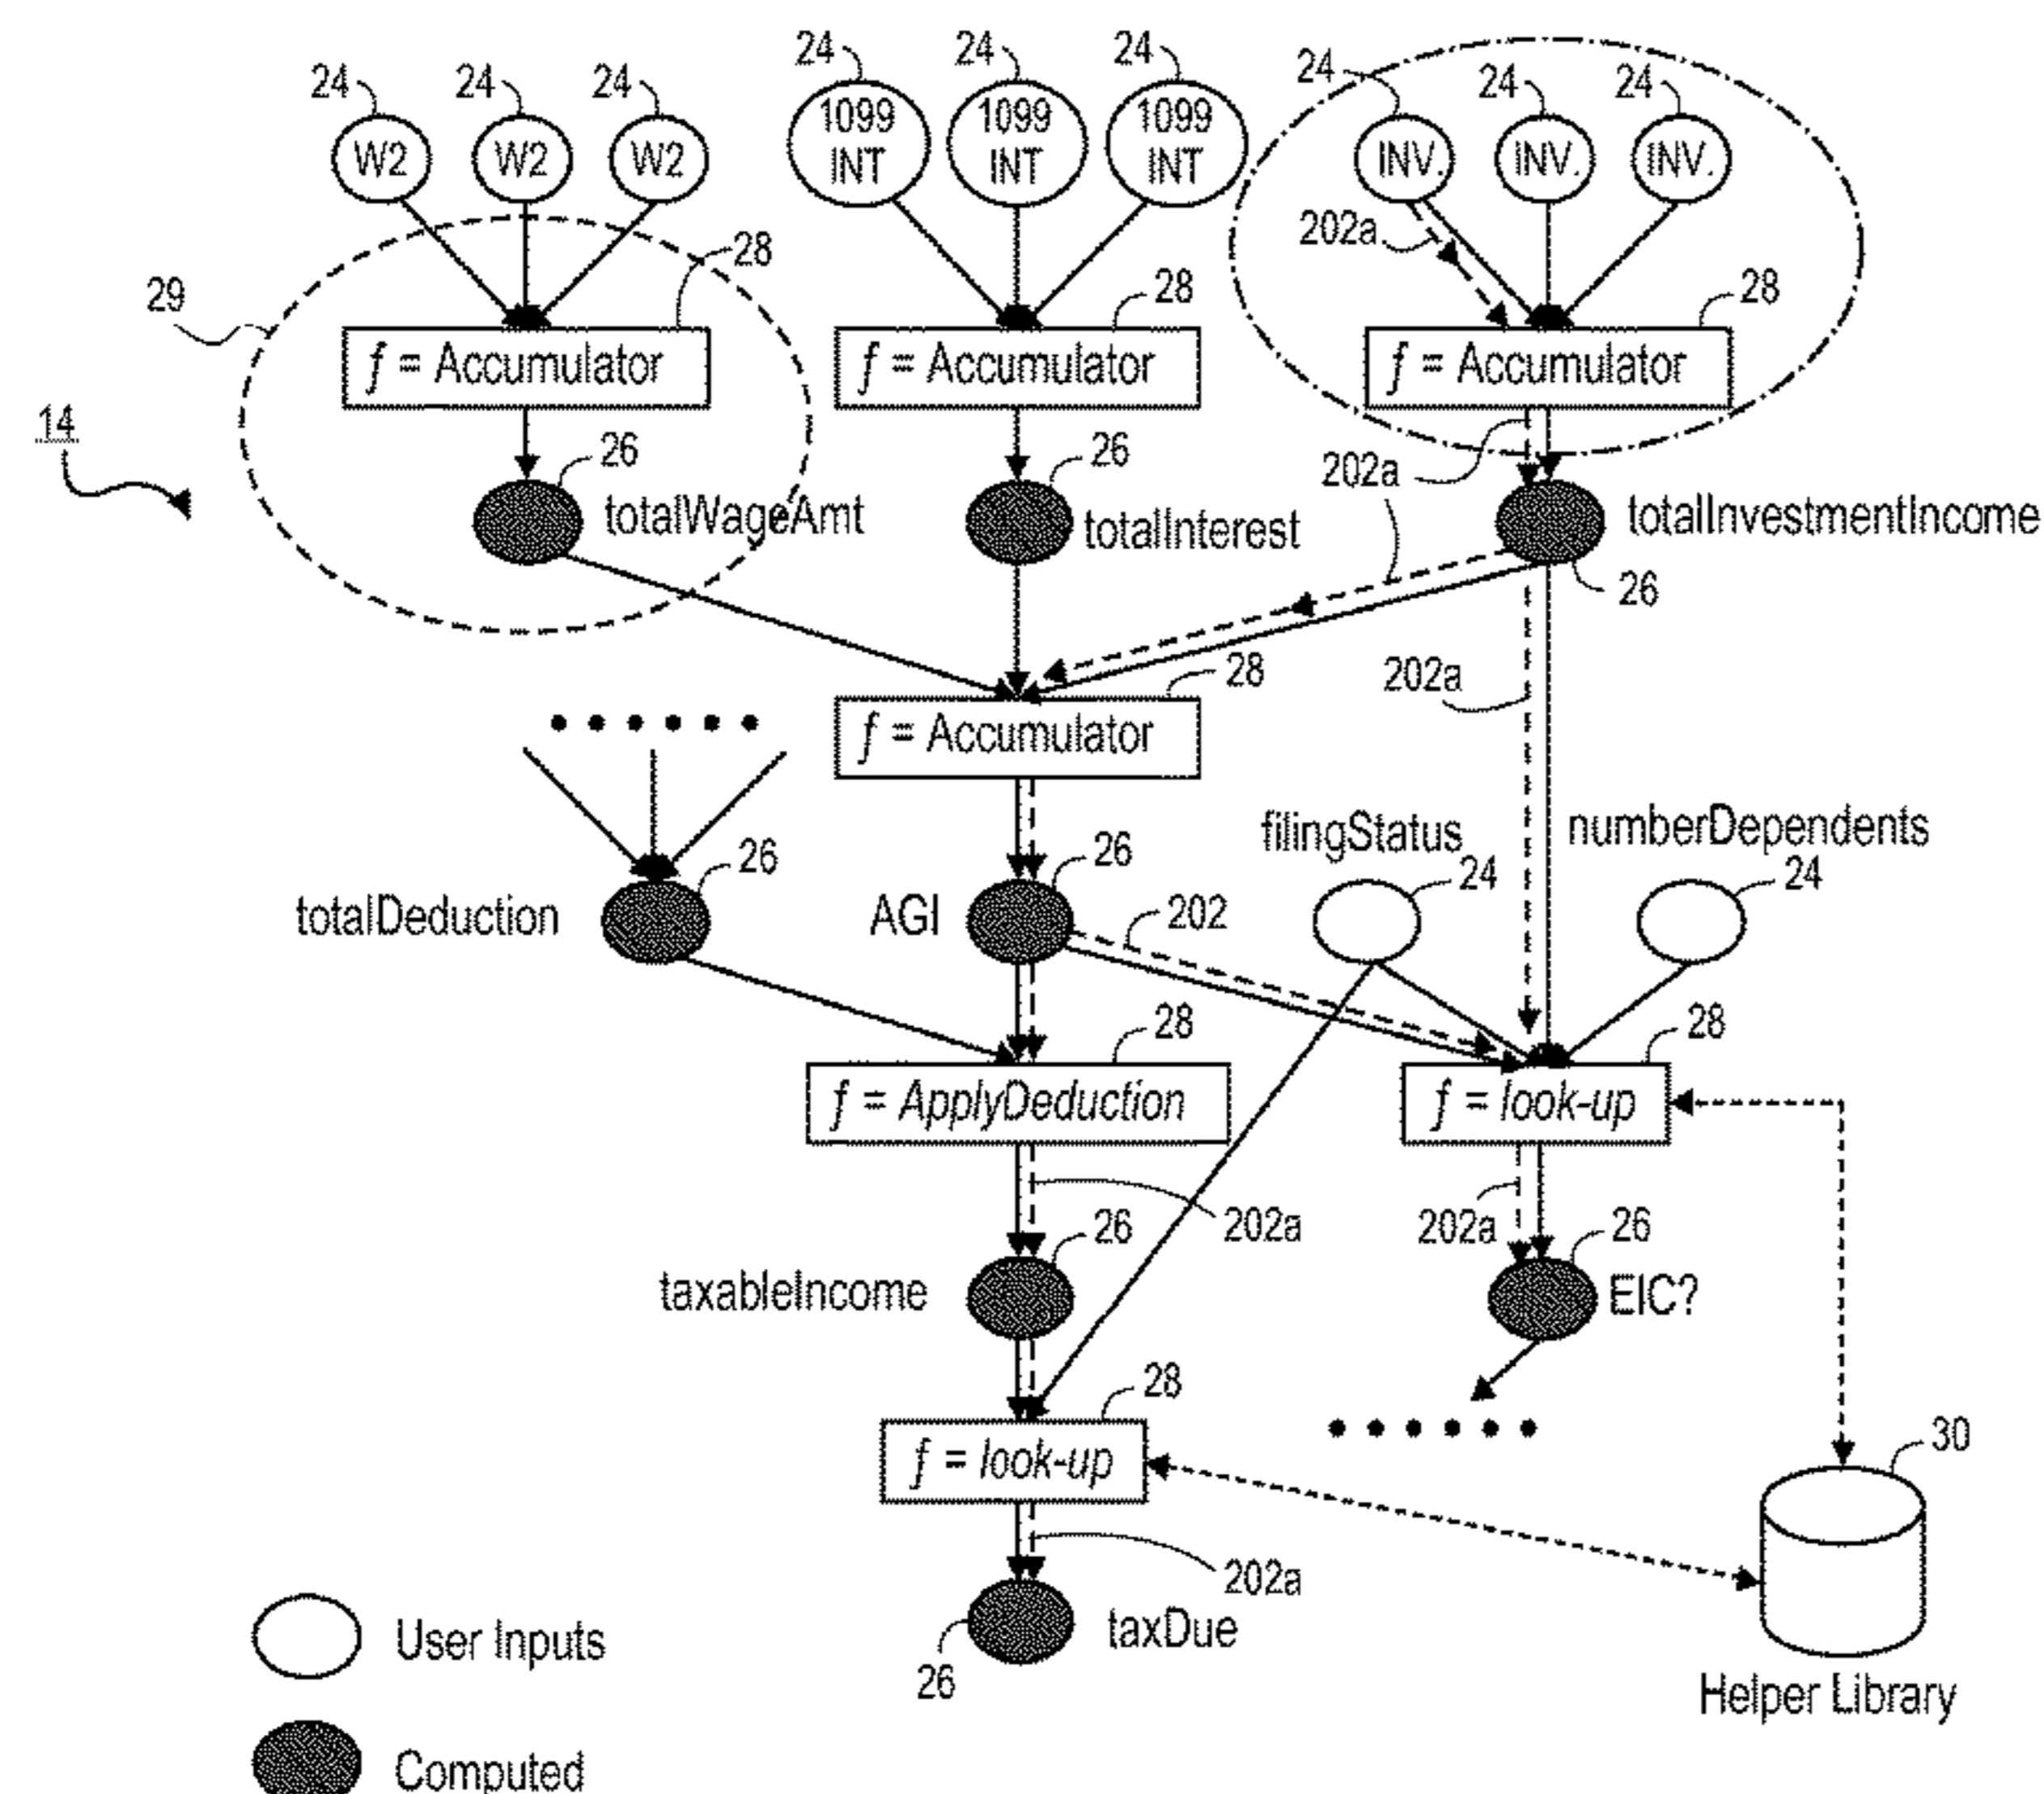 24 24 24 24 24 24 24 24 24
W2 W2 W2 1099 INT 1099 INT 1099 INT INV. INV. INV.
202a
29 28 28 28
f = Accumulator f = Accumulator f = Accumulator
14 26 26 202a
totalWageAmt totalInterest totalInvestmentIncome
26
28 202a
f = Accumulator
filingStatus numberDependents
26 26 24 24
totalDeduction AGI 202
28 28
f = ApplyDeduction f = look-up
26 202a 202a 26
taxableIncome EIC?
28
f = look-up 30
202a
User Inputs 26 taxDue
Helper Library
Computed